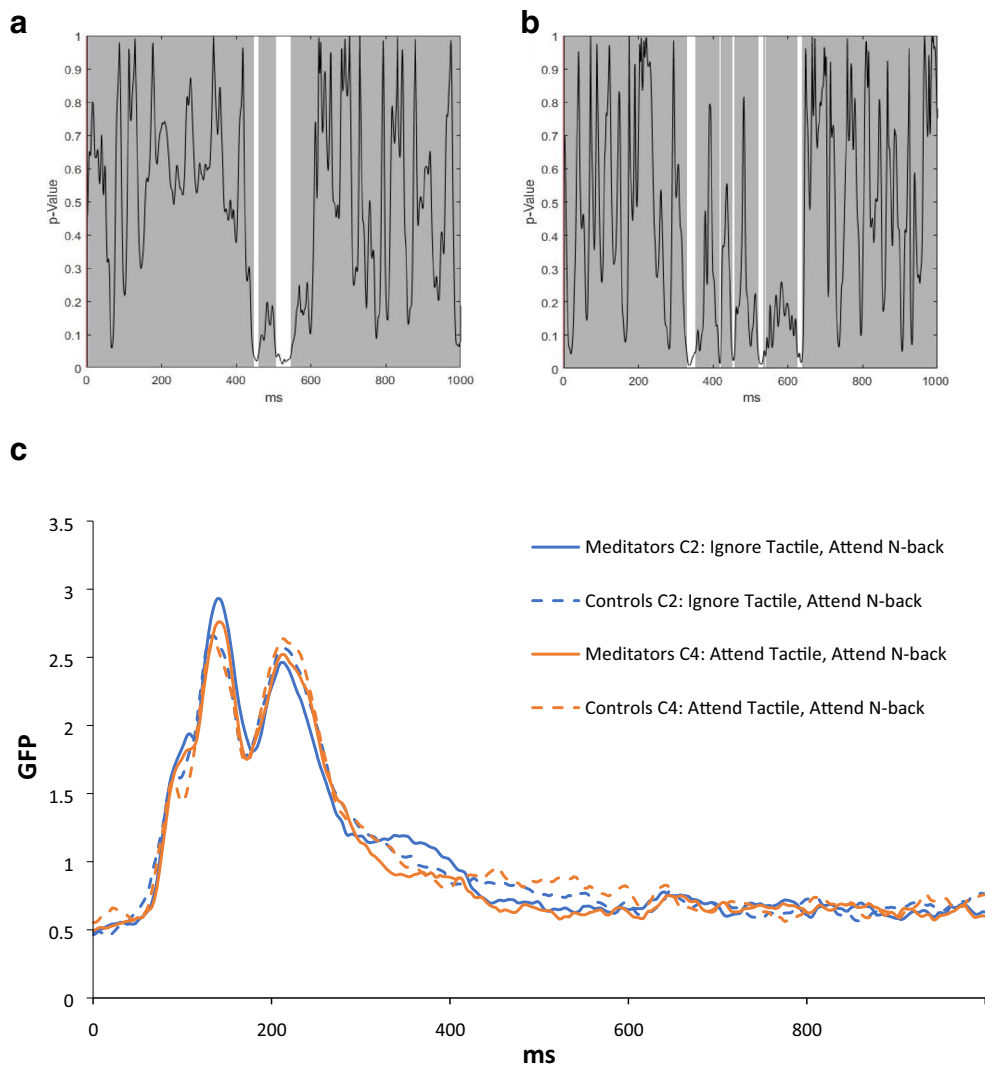 a
1
0.9
0.8
0.7
0.6
0.5
0.4
0.3
0.2
0.1
0
p-Value
0 200 400 600 800 1000
ms
b
1
0.9
0.8
0.7
0.6
0.5
0.4
0.3
0.2
0.1
0
p-Value
0 200 400 600 800 1000
ms
c
3.5
3
2.5
2
1.5
1
0.5
0
GFP
Meditators C2: Ignore Tactile, Attend N-back
Controls C2: Ignore Tactile, Attend N-back
Meditators C4: Attend Tactile, Attend N-back
Controls C4: Attend Tactile, Attend N-back
0 200 400 600 800
ms